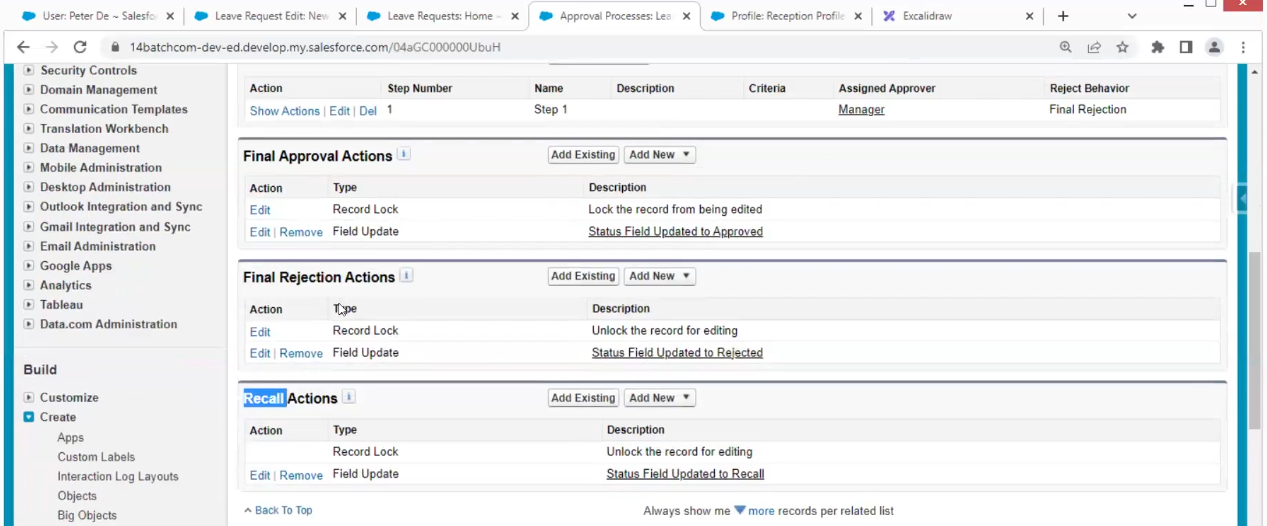 User: Peter De ~ Salesfo
Leave Request Edit: New
Leave Requests: Home ~
Approval Processes: Lea
Profile: Reception Profile
Excalidraw
14batchcom-dev-ed.develop.my.salesforce.com/04aGC000000UbuH
Security Controls
Domain Management
Communication Templates
Translation Workbench
Data Management
Mobile Administration
Desktop Administration
Outlook Integration and Sync
Gmail Integration and Sync
Email Administration
Google Apps
Analytics
Tableau
Data.com Administration
Build
Customize
Create
Apps
Custom Labels
Interaction Log Layouts
Objects
Big Objects
Action Step Number Name Description Criteria Assigned Approver Reject Behavior
Show Actions | Edit | Del 1 Step 1 Manager Final Rejection
Final Approval Actions i Add Existing Add New
Action Type Description
Edit Record Lock Lock the record from being edited
Edit | Remove Field Update Status Field Updated to Approved
Final Rejection Actions i Add Existing Add New
Action Type Description
Edit Record Lock Unlock the record for editing
Edit | Remove Field Update Status Field Updated to Rejected
Recall Actions i Add Existing Add New
Action Type Description
Record Lock Unlock the record for editing
Edit | Remove Field Update Status Field Updated to Recall
Back To Top Always show me more records per related list